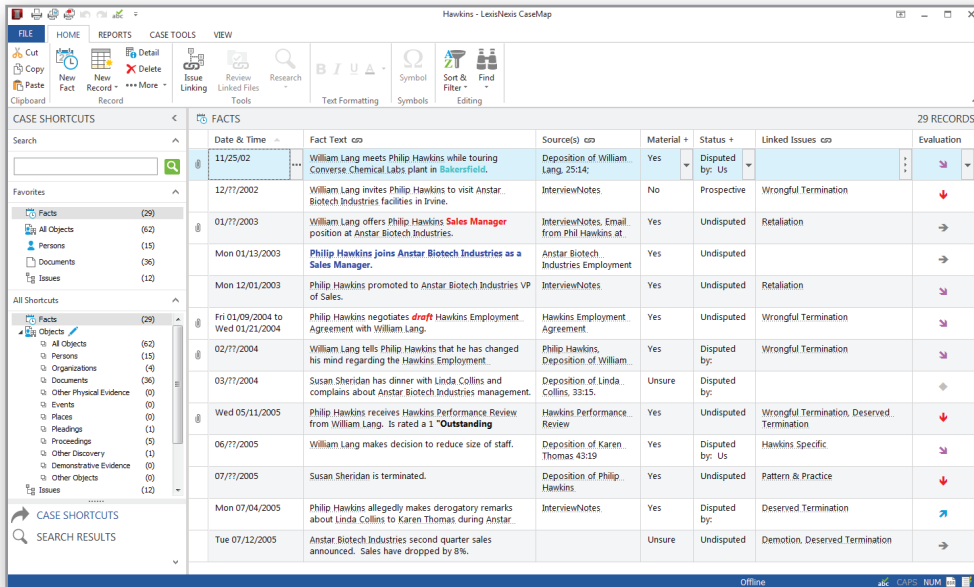 Hawkins - LexisNexis CaseMap
FILE HOME REPORTS CASE TOOLS VIEW
Cut
Copy
Paste
Clipboard
New Fact
New Record
Detail
Delete
More
Record
Issue Linking
Review Linked Files
Research
Tools
B I U A
Text Formatting
Symbol
Symbols
Sort & Filter
Find
Editing
CASE SHORTCUTS
Search
Favorites
Facts (29)
All Objects (62)
Persons (15)
Documents (36)
Issues (12)
All Shortcuts
Facts (29)
Objects
All Objects (62)
Persons (15)
Organizations (4)
Documents (36)
Other Physical Evidence (0)
Events (0)
Places (0)
Pleadings (1)
Proceedings (5)
Other Discovery (1)
Demonstrative Evidence (0)
Other Objects (0)
Issues (12)
CASE SHORTCUTS
SEARCH RESULTS
FACTS 29 RECORDS
Date & Time Fact Text Source(s) Material + Status + Linked Issues Evaluation
11/25/02 William Lang meets Philip Hawkins while touring Deposition of William Yes Disputed
Converse Chemical Labs plant in Bakersfield. Lang, 25:14; by: Us
12/??/2002 William Lang invites Philip Hawkins to visit Anstar InterviewNotes No Prospective Wrongful Termination
Biotech Industries facilities in Irvine.
01/??/2003 William Lang offers Philip Hawkins Sales Manager InterviewNotes, Email Yes Undisputed Retaliation
position at Anstar Biotech Industries. from Phil Hawkins at
Mon 01/13/2003 Philip Hawkins joins Anstar Biotech Industries as a Anstar Biotech Yes Undisputed
Sales Manager. Industries Employment
Mon 12/01/2003 Philip Hawkins promoted to Anstar Biotech Industries VP InterviewNotes Yes Undisputed Retaliation
of Sales.
Fri 01/09/2004 to Philip Hawkins negotiates draft Hawkins Employment Hawkins Employment Yes Undisputed Wrongful Termination
Wed 01/21/2004 Agreement with William Lang. Agreement
02/??/2004 William Lang tells Philip Hawkins that he has changed Philip Hawkins, Yes Disputed Wrongful Termination
his mind regarding the Hawkins Employment Deposition of William by:
03/??/2004 Susan Sheridan has dinner with Linda Collins and Deposition of Linda Unsure Disputed
complains about Anstar Biotech Industries management. Collins, 33:15. by:
Wed 05/11/2005 Philip Hawkins receives Hawkins Performance Review Hawkins Performance Yes Undisputed Wrongful Termination, Deserved
from William Lang. Is rated a 1 "Outstanding Review Termination
06/??/2005 William Lang makes decision to reduce size of staff. Deposition of Karen Yes Disputed Hawkins Specific
Thomas 43:19 by: Us
07/??/2005 Susan Sheridan is terminated. Deposition of Philip Yes Undisputed Pattern & Practice
Hawkins
Mon 07/04/2005 Philip Hawkins allegedly makes derogatory remarks InterviewNotes Yes Disputed Deserved Termination
about Linda Collins to Karen Thomas during Anstar by:
Tue 07/12/2005 Anstar Biotech Industries second quarter sales Unsure Undisputed Demotion, Deserved Termination
announced. Sales have dropped by 8%.
Offline abc CAPS NUM